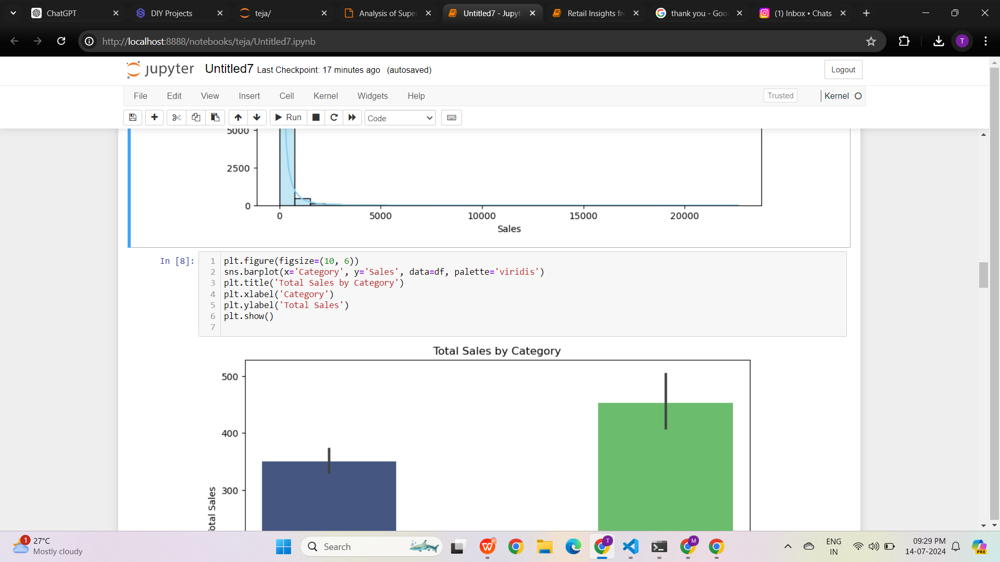 ChatGPT
DIY Projects
teja/
Analysis of Super
Untitled7 - Jupyt
Retail Insights fr
thank you - Goo
(1) Inbox • Chats
http://localhost:8888/notebooks/teja/Untitled7.ipynb
T
jupyter Untitled7 Last Checkpoint: 17 minutes ago (autosaved)
Logout
File Edit View Insert Cell Kernel Widgets Help
Trusted
Kernel
Run
Code
5000
2500
0
0 5000 10000 15000 20000
Sales
In [8]:
1 plt.figure(figsize=(10, 6))
2 sns.barplot(x='Category', y='Sales', data=df, palette='viridis')
3 plt.title('Total Sales by Category')
4 plt.xlabel('Category')
5 plt.ylabel('Total Sales')
6 plt.show()
7
Total Sales by Category
500
400
300
Total Sales
1
27°C
Mostly cloudy
Search
T
M
ENG
IN
09:29 PM
14-07-2024
PRE